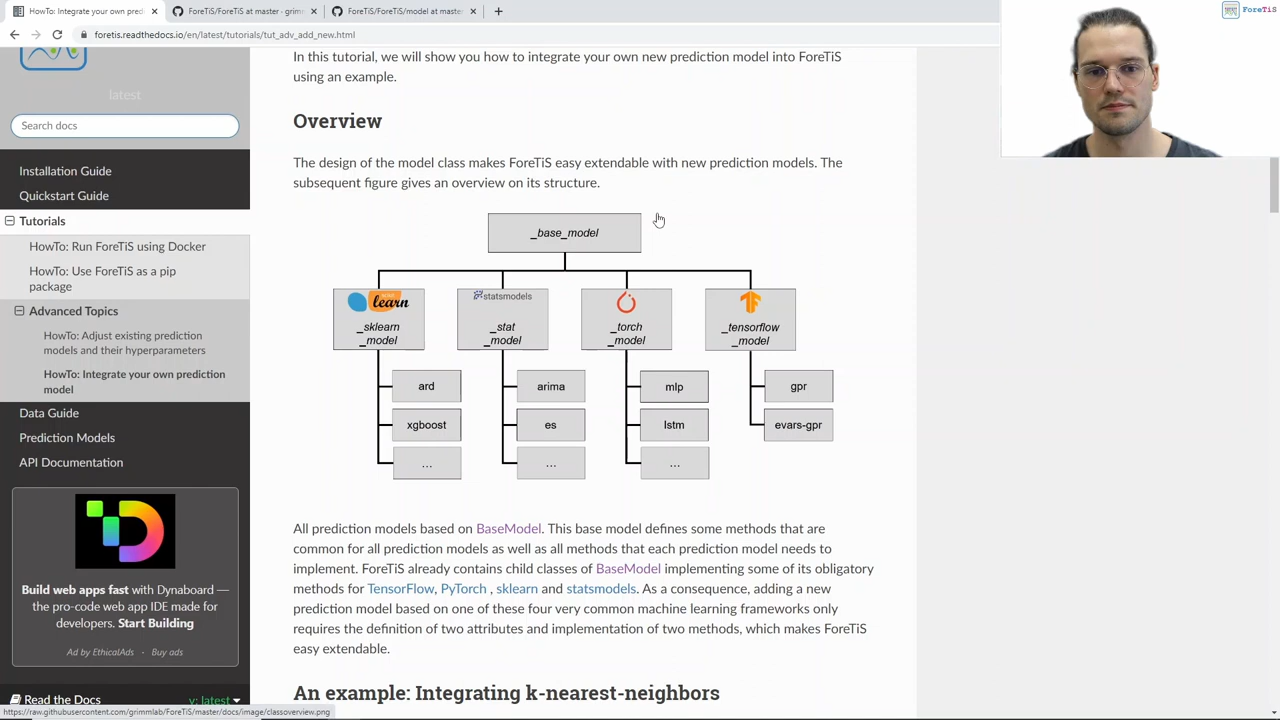 HowTo: Integrate your own pred
ForeTiS/ForeTiS at master · grimm
ForeTiS/ForeTiS/model at master
foretis.readthedocs.io/en/latest/tutorials/tut_adv_add_new.html
ForeTiS
latest
Search docs
Installation Guide
Quickstart Guide
Tutorials
HowTo: Run ForeTiS using Docker
HowTo: Use ForeTiS as a pip
package
Advanced Topics
HowTo: Adjust existing prediction
models and their hyperparameters
HowTo: Integrate your own prediction
model
Data Guide
Prediction Models
API Documentation
Build web apps fast with Dynaboard —
the pro-code web app IDE made for
developers. Start Building
Ad by EthicalAds · Buy ads
Read the Docs
v: latest
In this tutorial, we will show you how to integrate your own new prediction model into ForeTiS
using an example.
Overview
The design of the model class makes ForeTiS easy extendable with new prediction models. The
subsequent figure gives an overview on its structure.
_base_model
learn
statsmodels
_sklearn
_model
_stat
_model
_torch
_model
_tensorflow
_model
ard
arima
mlp
gpr
xgboost
es
lstm
evars-gpr
...
...
...
All prediction models based on BaseModel. This base model defines some methods that are
common for all prediction models as well as all methods that each prediction model needs to
implement. ForeTiS already contains child classes of BaseModel implementing some of its obligatory
methods for TensorFlow, PyTorch , sklearn and statsmodels. As a consequence, adding a new
prediction model based on one of these four very common machine learning frameworks only
requires the definition of two attributes and implementation of two methods, which makes ForeTiS
easy extendable.
An example: Integrating k-nearest-neighbors
https://raw.githubusercontent.com/grimmlab/ForeTiS/master/docs/image/classoverview.png